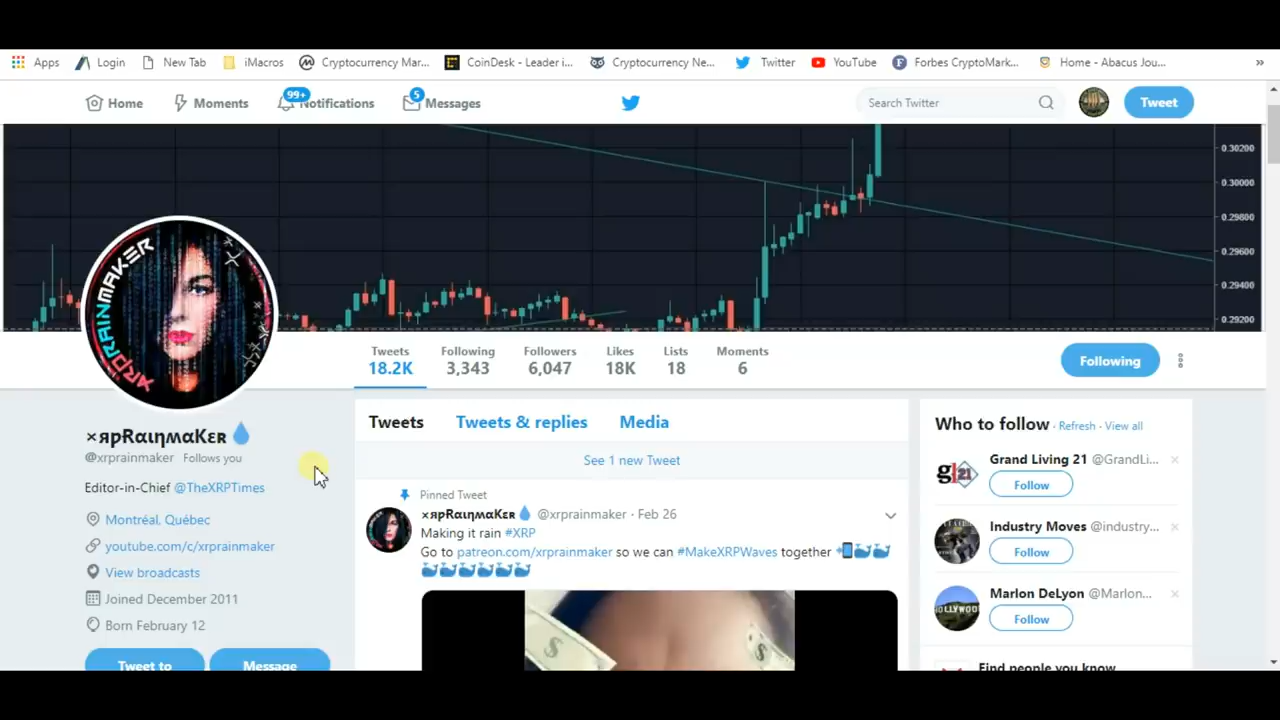 Apps Login New Tab iMacros Cryptocurrency Mar... CoinDesk - Leader i... Cryptocurrency Ne... Twitter YouTube Forbes CryptoMark... Home - Abacus Jou... »
Home Moments 99+ Notifications 5 Messages Search Twitter Tweet
0.30200
0.30000
0.29800
0.29600
0.29400
0.29200
XRPRAINMAKER
Tweets Following Followers Likes Lists Moments
18.2K 3,343 6,047 18K 18 6
Following
×яpƦαιηʍαKεʀ
@xrprainmaker Follows you
Editor-in-Chief @TheXRPTimes
Montréal, Québec
youtube.com/c/xrprainmaker
View broadcasts
Joined December 2011
Born February 12
Tweet to Message
Tweets Tweets & replies Media
See 1 new Tweet
Pinned Tweet
×яpƦαιηʍαKεʀ @xrprainmaker · Feb 26
Making it rain #XRP
Go to patreon.com/xrprainmaker so we can #MakeXRPWaves together
Who to follow · Refresh · View all
Grand Living 21 @GrandLi...
gl21
Follow
Industry Moves @industry...
Follow
Marlon DeLyon @Marlon...
HOLLYWOOD
Follow
Find people you know